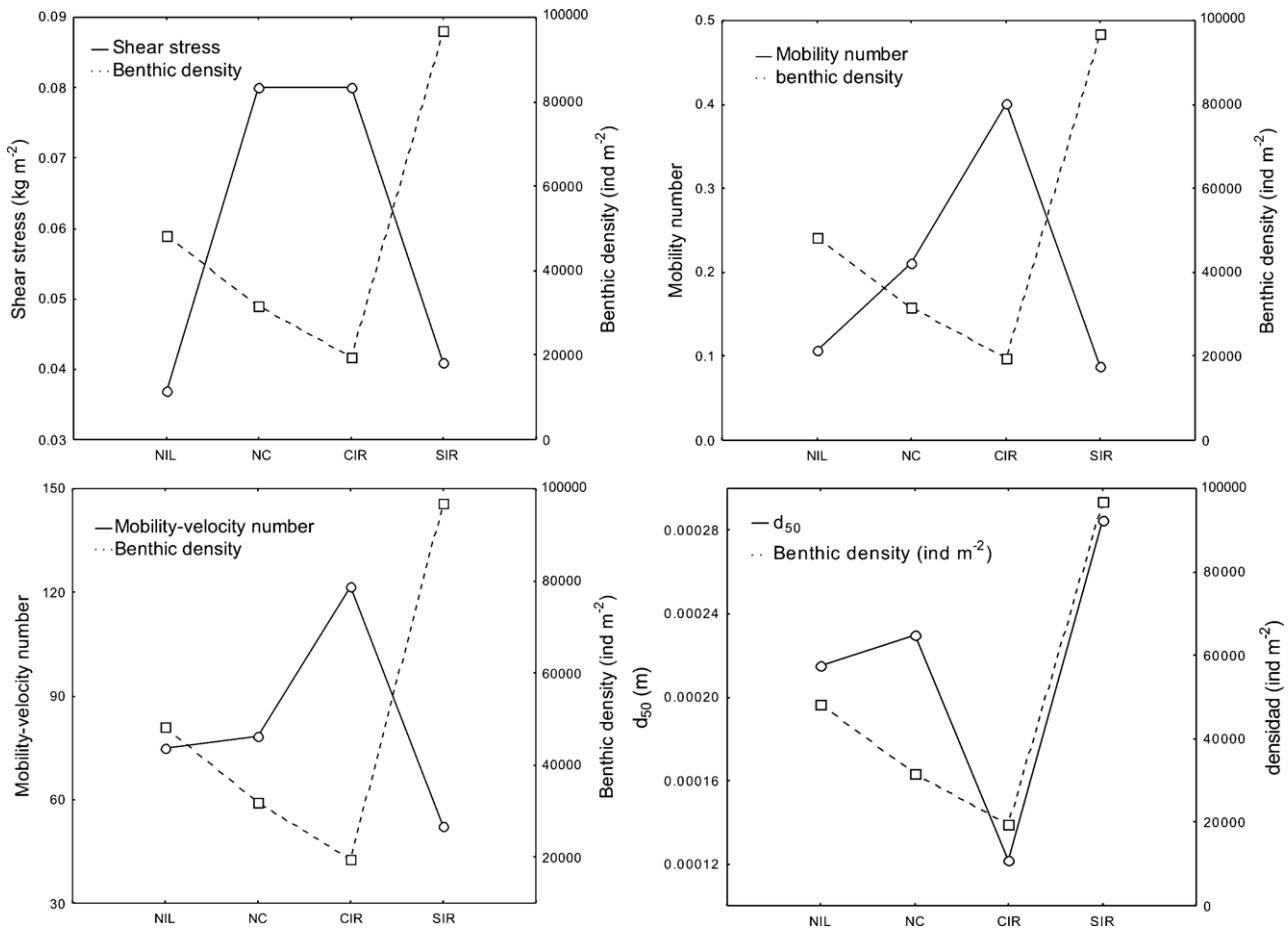 Shear stress
Benthic density
Shear stress (kg m-2)
0.09
0.08
0.07
0.06
0.05
0.04
0.03
Benthic density (ind m-2)
100000
80000
60000
40000
20000
0
NIL NC CIR SIR
Mobility number
benthic density
Mobility number
0.5
0.4
0.3
0.2
0.1
0.0
Benthic density (ind m-2)
100000
80000
60000
40000
20000
0
NIL NC CIR SIR
Mobility-velocity number
Benthic density
Mobility-velocity number
150
120
90
60
30
Benthic density (ind m-2)
100000
80000
60000
40000
20000
NIL NC CIR SIR
d50
Benthic density (ind m-2)
d50 (m)
0.00028
0.00024
0.00020
0.00016
0.00012
densidad (ind m-2)
100000
80000
60000
40000
20000
0
NIL NC CIR SIR